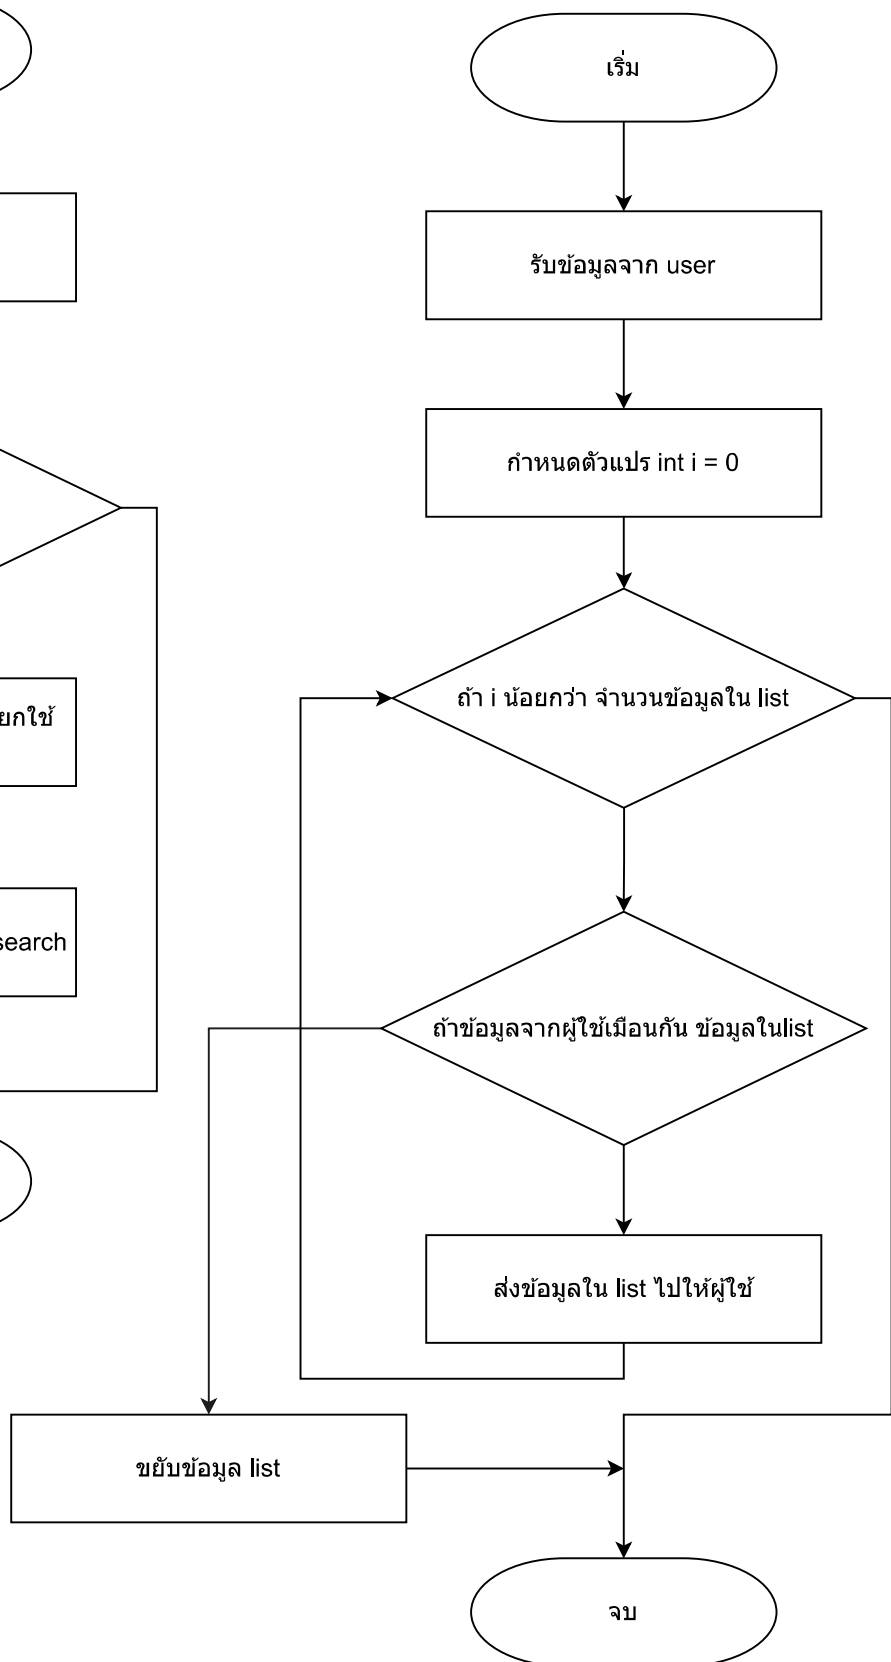 เริ่ม
รับข้อมูลจาก user
กำหนดตัวแปร int i = 0
ถ้า i น้อยกว่า จำนวนข้อมูลใน list
ยกใช้
search
ถ้าข้อมูลจากผู้ใช้เมือนกัน ข้อมูลในlist
ส่งข้อมูลใน list ไปให้ผู้ใช้
ขยับข้อมูล list
จบ